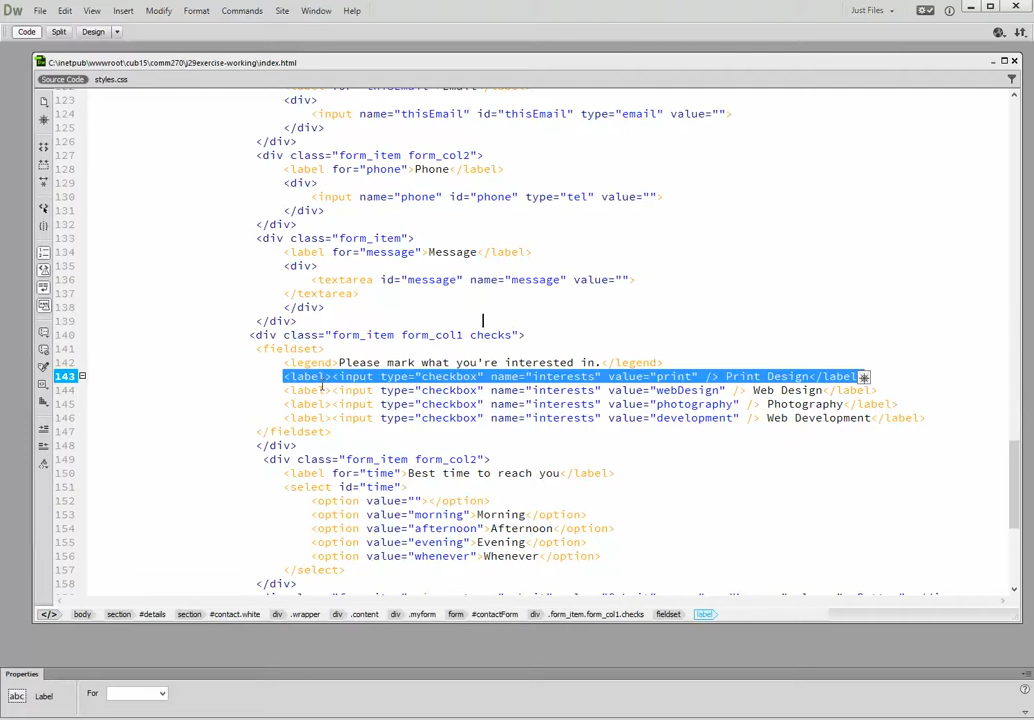 Dw File Edit View Insert Modify Format Commands Site Window Help Just Files
Code Split Design
C:\inetpub\wwwroot\cub15\comm270\j29exercise-working\index.html
Source Code styles.css
123 <div>
124 <input name="thisEmail" id="thisEmail" type="email" value="">
125 </div>
126 </div>
127 <div class="form_item form_col2">
128 <label for="phone">Phone</label>
129 <div>
130 <input name="phone" id="phone" type="tel" value="">
131 </div>
132 </div>
133 <div class="form_item">
134 <label for="message">Message</label>
135 <div>
136 <textarea id="message" name="message" value="">
137 </textarea>
138 </div>
139 </div>
140 <div class="form_item form_col1 checks">
141 <fieldset>
142 <legend>Please mark what you're interested in.</legend>
143 <label><input type="checkbox" name="interests" value="print" /> Print Design</label
144 <label><input type="checkbox" name="interests" value="webDesign" /> Web Design</label>
145 <label><input type="checkbox" name="interests" value="photography" /> Photography</label>
146 <label><input type="checkbox" name="interests" value="development" /> Web Development</label>
147 </fieldset>
148 </div>
149 <div class="form_item form_col2">
150 <label for="time">Best time to reach you</label>
151 <select id="time">
152 <option value=""></option>
153 <option value="morning">Morning</option>
154 <option value="afternoon">Afternoon</option>
155 <option value="evening">Evening</option>
156 <option value="whenever">Whenever</option>
157 </select>
158 </div>
</> body section #details section #contact.white div .wrapper div .content div .myform form #contactForm div .form_item.form_col1.checks fieldset label
Properties
abc Label For